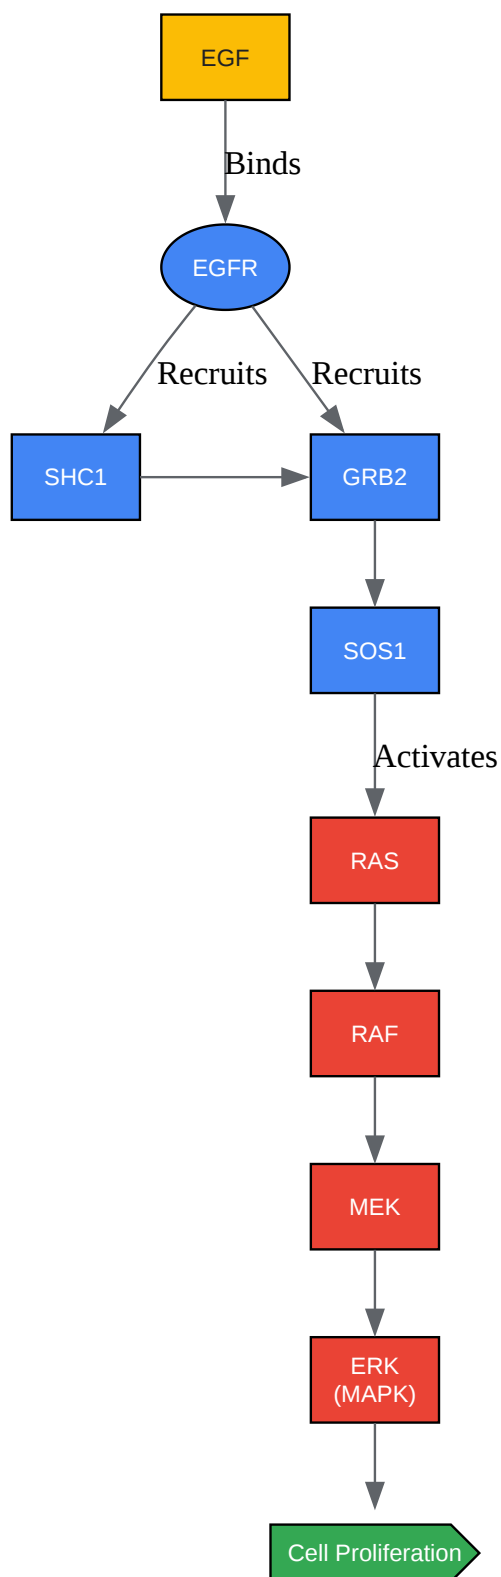 EGF
Binds
EGFR
Recruits
Recruits
SHC1
GRB2
SOS1
Activates
RAS
RAF
MEK
ERK
(MAPK)
Cell Proliferation